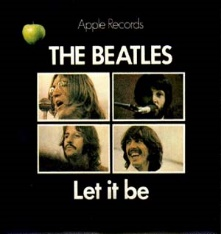 Apple Records
THE BEATLES
Let it be